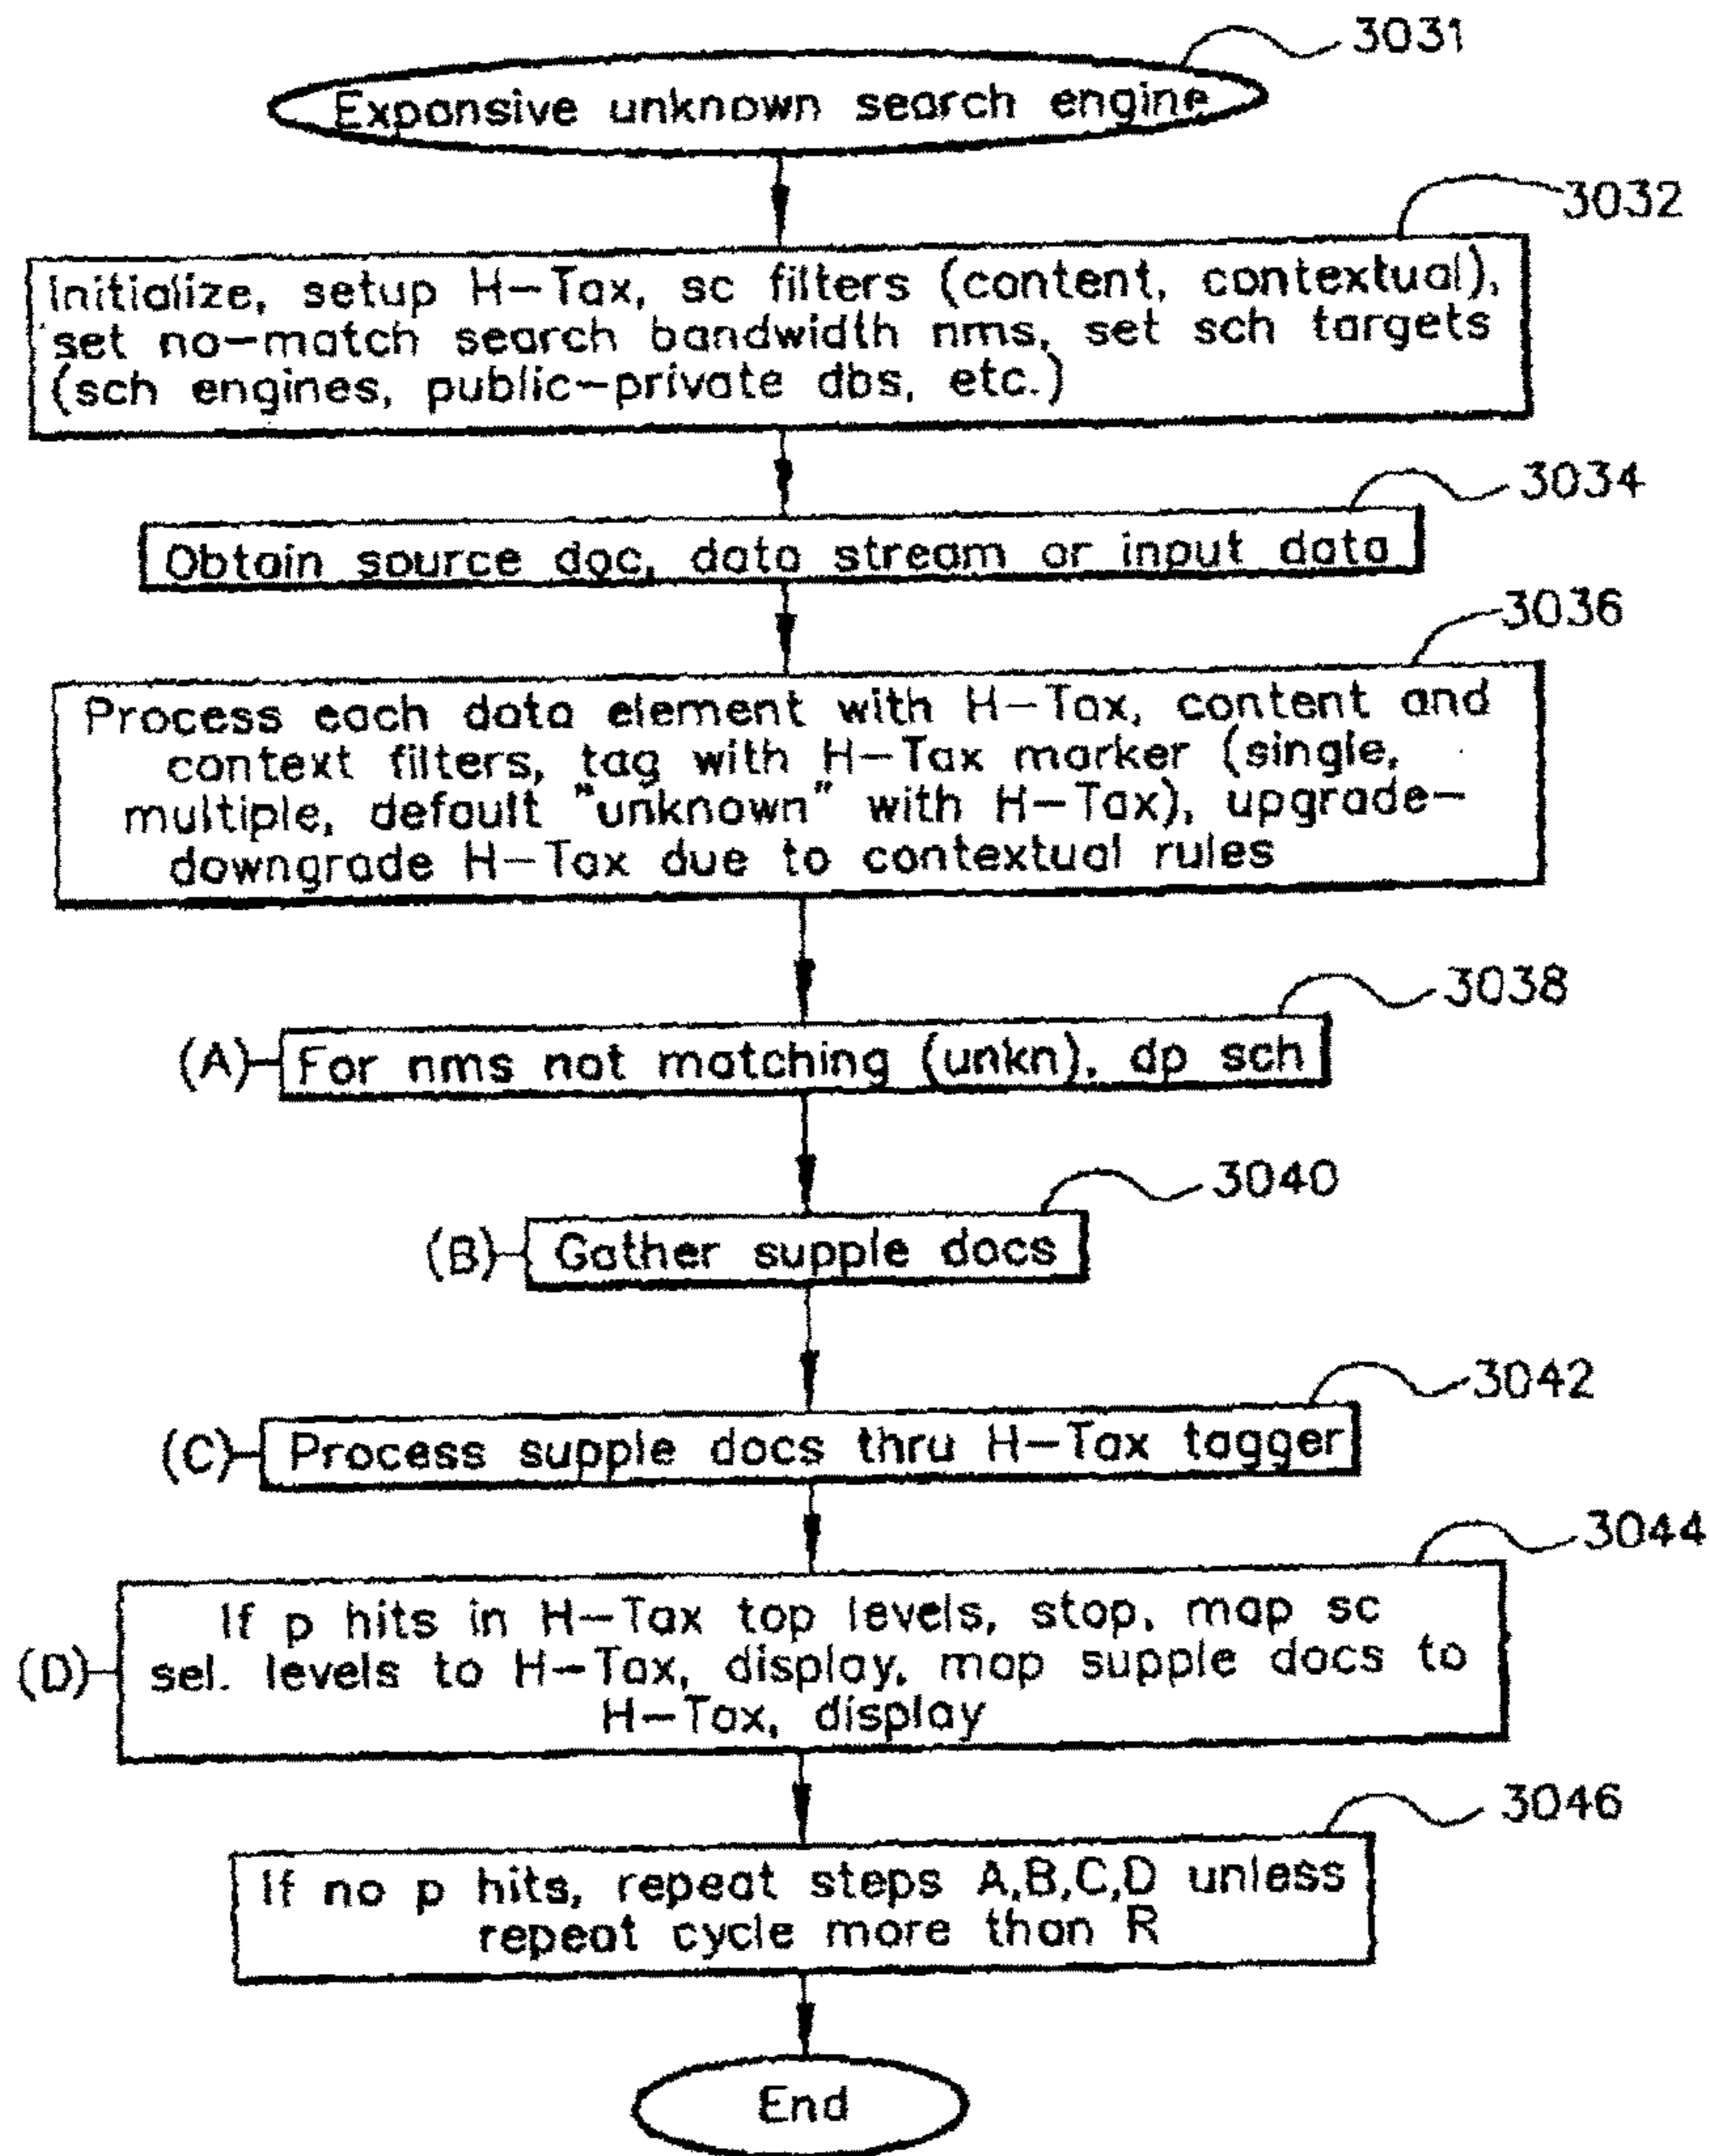 3031
Expansive unknown search engine
3032
Initialize, setup H-Tax, sc filters (content, contextual),
set no-match search bandwidth nms, set sch targets
(sch engines, public-private dbs, etc.)
3034
Obtain source doc, data stream or input data
3036
Process each data element with H-Tax, content and
context filters, tag with H-Tax marker (single,
multiple, default "unknown" with H-Tax), upgrade-
downgrade H-Tax due to contextual rules
3038
(A) For nms not matching (unkn), dp sch
3040
(B) Gather supple docs
3042
(C) Process supple docs thru H-Tax tagger
3044
If p hits in H-Tax top levels, stop, map sc
(D) sel. levels to H-Tax, display, map supple docs to
H-Tax, display
3046
If no p hits, repeat steps A,B,C,D unless
repeat cycle more than R
End